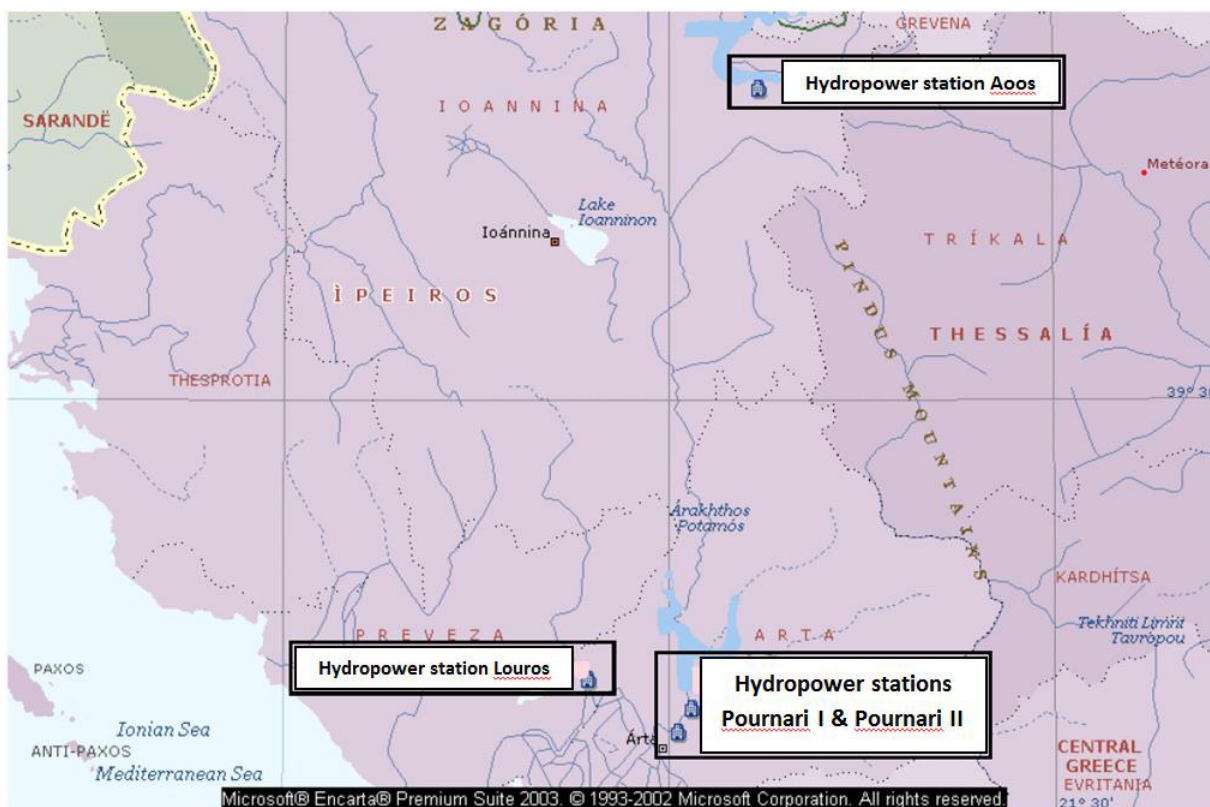 ZAGÓRIA
GREVENA
Hydropower station Aoos
IOANNINA
SARANDË
Metéora
Lake
Ioanninon
Ioánnina
TRÍKALA
ÌPEIROS
PINDUS MOUNTAINS
THESSALÍA
THESPROTIA
39° 30
Árakhthos
Potamós
KARDHÍTSA
PREVEZA
ARTA
Tekhnití Límni
Tavropou
Hydropower station Louros
PAXOS
Hydropower stations
Pournari I & Pournari II
Ionian Sea
Árta
ANTI-PAXOS
Mediterranean Sea
CENTRAL
GREECE
EVRITANIA
21° 30'
Microsoft® Encarta® Premium Suite 2003. © 1993-2002 Microsoft Corporation. All rights reserved.